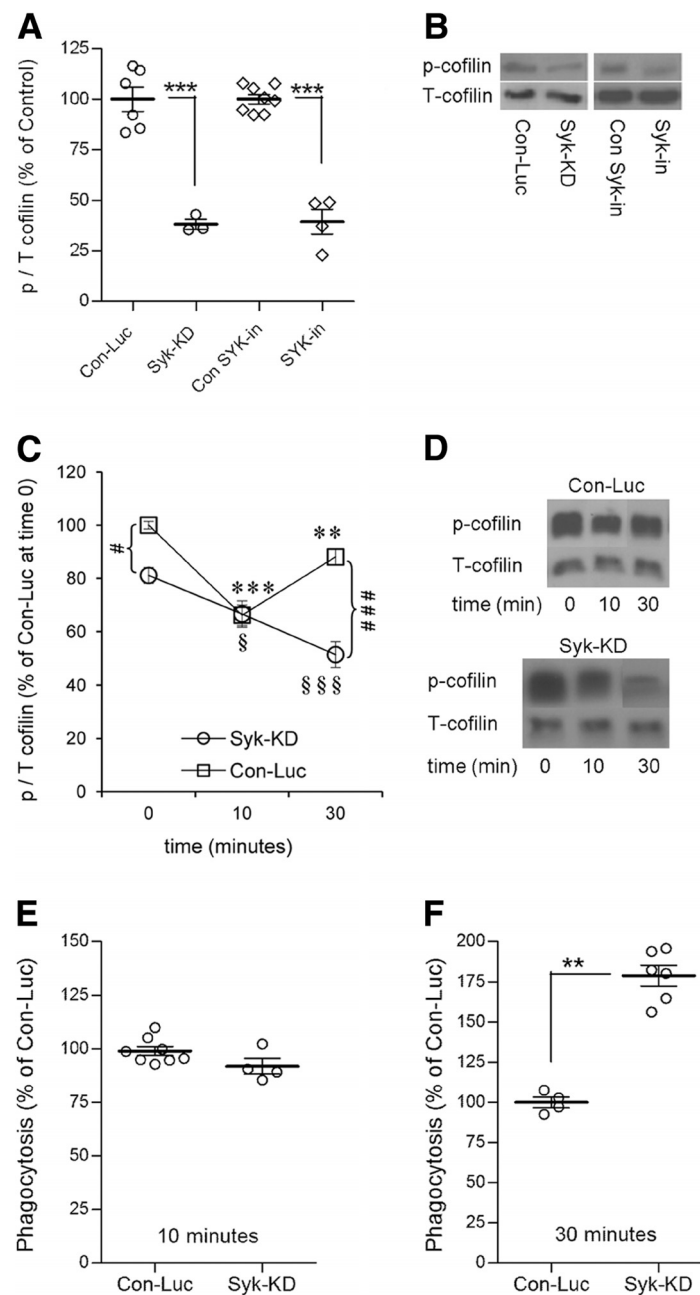 A
p / T cofilin (% of Control)
125
100
75
50
25
0
***
***
Con-Luc
Syk-KD
Con SYK-in
SYK-in
B
p-cofilin
T-cofilin
Con-Luc
Syk-KD
Con Syk-in
Syk-in
C
p / T cofilin (% of Con-Luc at time 0)
120
100
80
60
40
20
0
#
***
§
**
###
§§§
Syk-KD
Con-Luc
0 10 30
time (minutes)
D
Con-Luc
p-cofilin
T-cofilin
time (min) 0 10 30
Syk-KD
p-cofilin
T-cofilin
time (min) 0 10 30
E
Phagocytosis (% of Con-Luc)
150
125
100
75
50
25
0
10 minutes
Con-Luc Syk-KD
F
Phagocytosis (% of Con-Luc)
200
175
150
125
100
75
50
25
0
**
30 minutes
Con-Luc Syk-KD